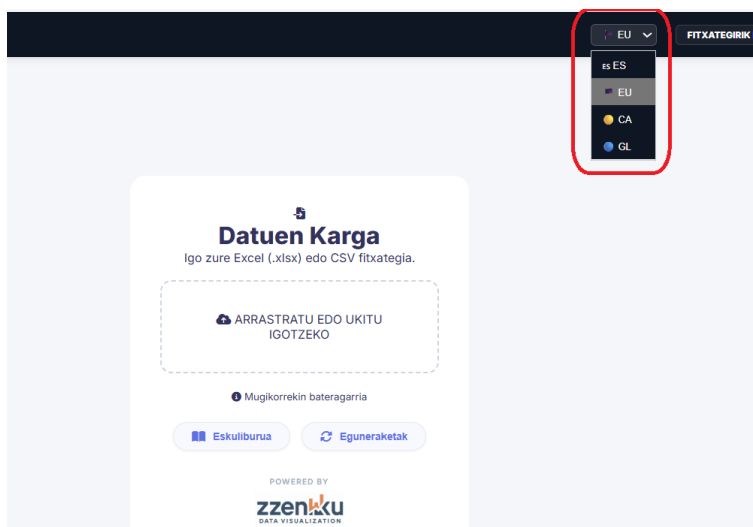 EU
FITXATEGIRIK
ES ES
EU
CA
GL
Datuen Karga
Igo zure Excel (.xlsx) edo CSV fitxategia.
ARRASTRATU EDO UKITU
IGOTZEKO
Mugikorrekin bateragarria
Eskuliburua
Eguneraketak
POWERED BY
zzenkku
DATA VISUALIZATION